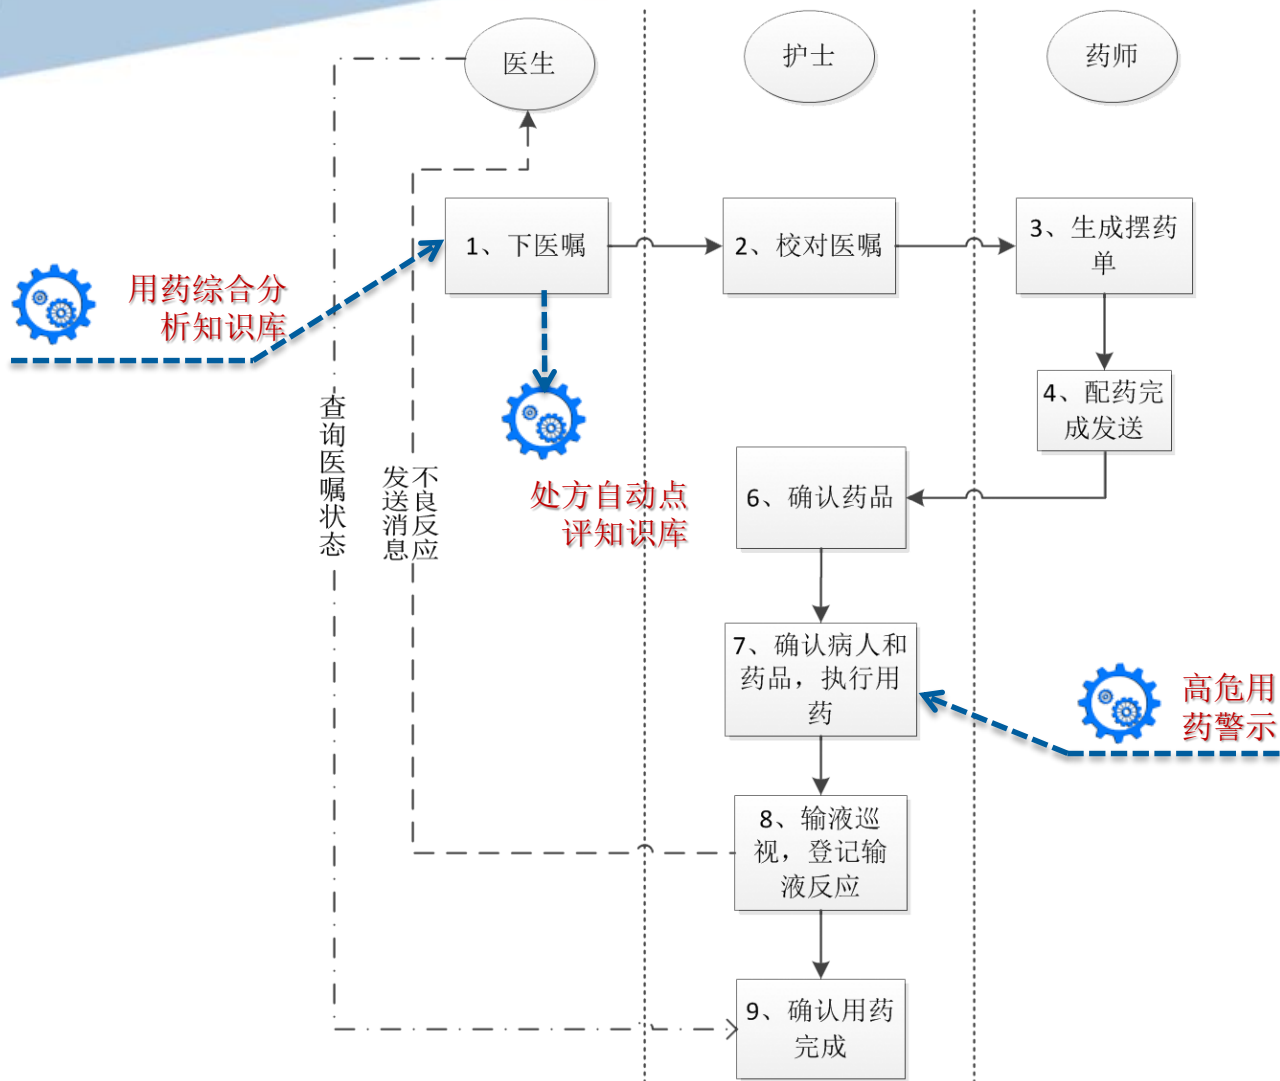 医生
护士
药师
1、下医嘱
2、校对医嘱
3、生成摆药
单
用药综合分
析知识库
4、配药完
成发送
查询医嘱状态
不良反应
发送消息
处方自动点
评知识库
6、确认药品
7、确认病人和
药品，执行用
药
高危用
药警示
8、输液巡
视，登记输
液反应
9、确认用药
完成